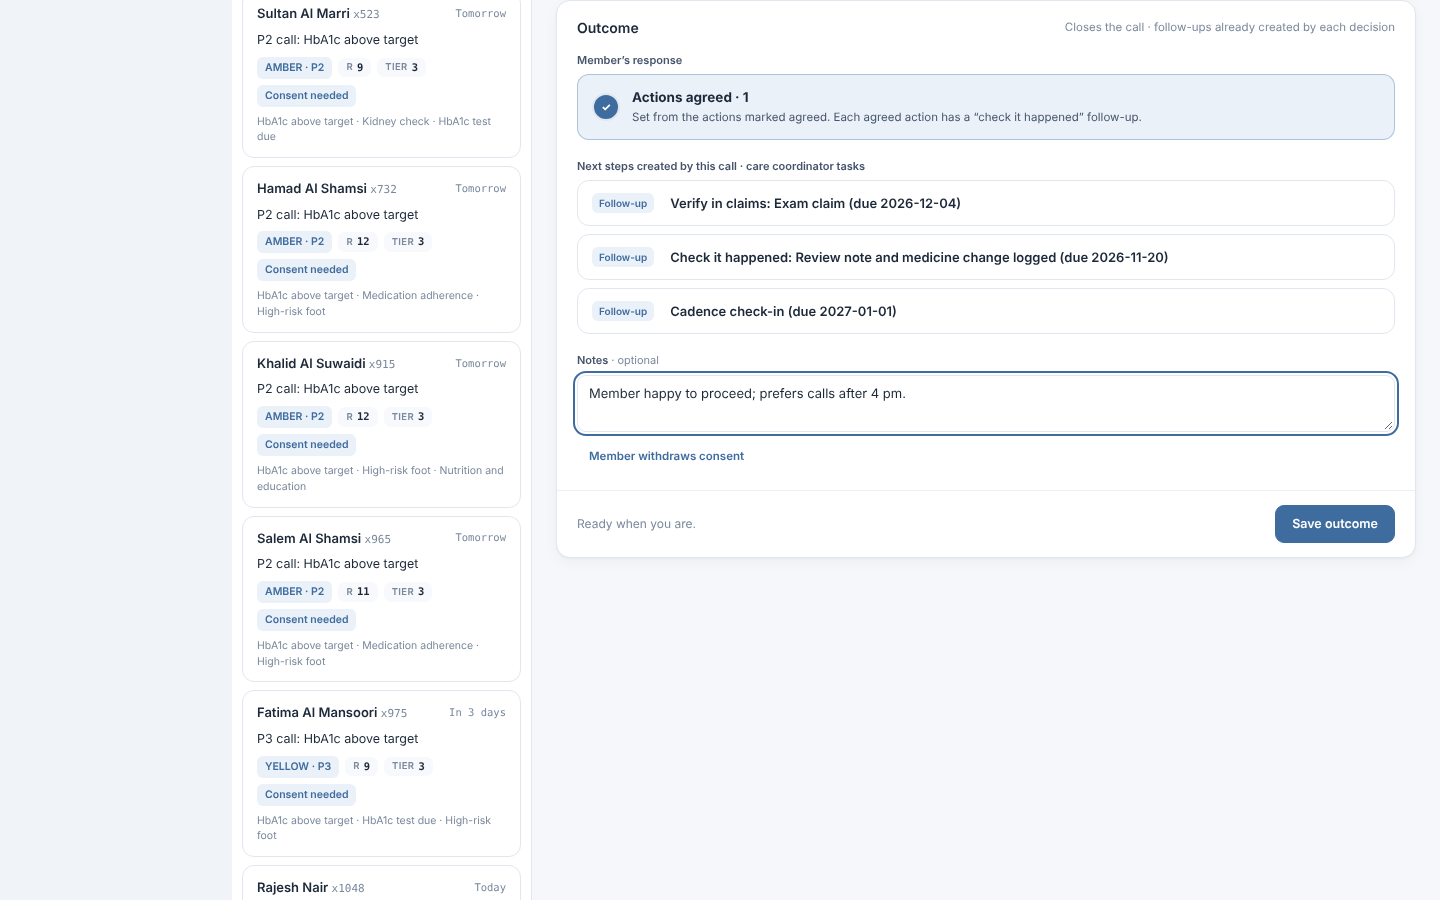 Sultan Al Marri x523 Tomorrow
P2 call: HbA1c above target
AMBER · P2 R 9 TIER 3
Consent needed
HbA1c above target · Kidney check · HbA1c test
due
Hamad Al Shamsi x732 Tomorrow
P2 call: HbA1c above target
AMBER · P2 R 12 TIER 3
Consent needed
HbA1c above target · Medication adherence ·
High-risk foot
Khalid Al Suwaidi x915 Tomorrow
P2 call: HbA1c above target
AMBER · P2 R 12 TIER 3
Consent needed
HbA1c above target · High-risk foot · Nutrition and
education
Salem Al Shamsi x965 Tomorrow
P2 call: HbA1c above target
AMBER · P2 R 11 TIER 3
Consent needed
HbA1c above target · Medication adherence ·
High-risk foot
Fatima Al Mansoori x975 In 3 days
P3 call: HbA1c above target
YELLOW · P3 R 9 TIER 3
Consent needed
HbA1c above target · HbA1c test due · High-risk
foot
Rajesh Nair x1048 Today
Outcome Closes the call · follow-ups already created by each decision
Member’s response
Actions agreed · 1
Set from the actions marked agreed. Each agreed action has a “check it happened” follow-up.
Next steps created by this call · care coordinator tasks
Follow-up Verify in claims: Exam claim (due 2026-12-04)
Follow-up Check it happened: Review note and medicine change logged (due 2026-11-20)
Follow-up Cadence check-in (due 2027-01-01)
Notes · optional
Member happy to proceed; prefers calls after 4 pm.
Member withdraws consent
Ready when you are. Save outcome